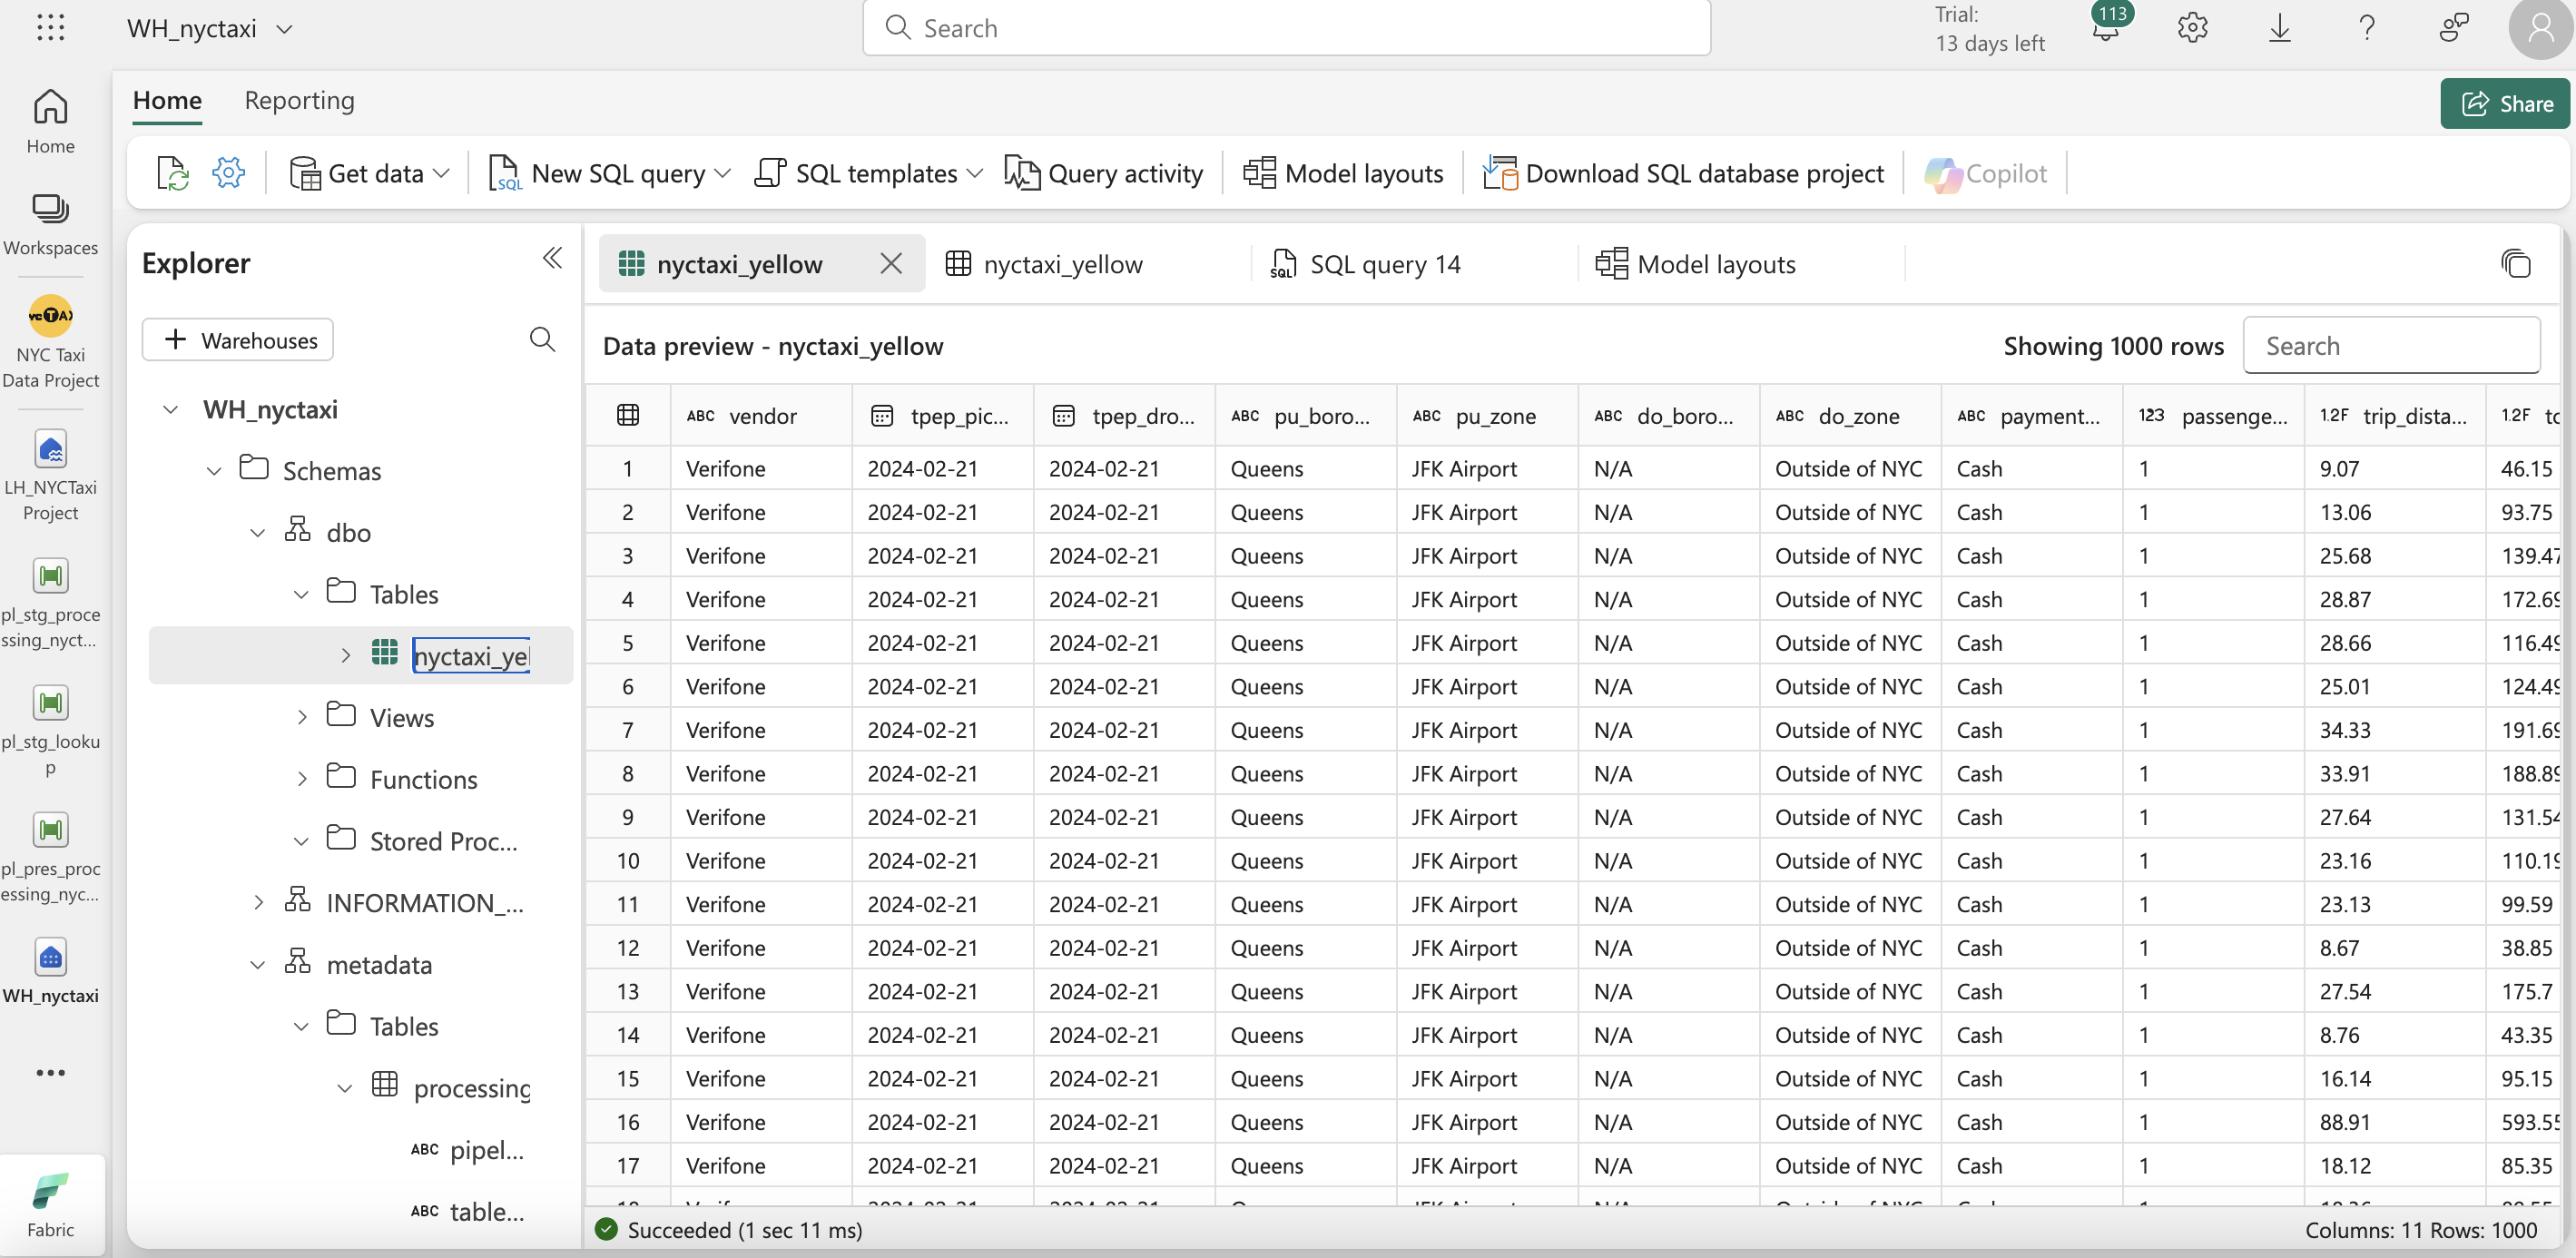 WH_nyctaxi
Search
Trial:
13 days left
113
Home
Reporting
Share
Get data
New SQL query
SQL templates
Query activity
Model layouts
Download SQL database project
Copilot
Home
Workspaces
NYC Taxi
Data Project
LH_NYCTaxi
Project
pl_stg_proce
ssing_nyct...
pl_stg_looku
p
pl_pres_proc
essing_nyc...
WH_nyctaxi
Fabric
Explorer
Warehouses
WH_nyctaxi
Schemas
dbo
Tables
nyctaxi_yel
Views
Functions
Stored Proc...
INFORMATION_...
metadata
Tables
processing
ABC pipel...
ABC table...
nyctaxi_yellow
nyctaxi_yellow
SQL query 14
Model layouts
Data preview - nyctaxi_yellow
Showing 1000 rows
Search
ABC vendor tpep_pic... tpep_dro... ABC pu_boro... ABC pu_zone ABC do_boro... ABC do_zone ABC payment... 123 passenge... 1.2F trip_dista... 1.2F to
1 Verifone 2024-02-21 2024-02-21 Queens JFK Airport N/A Outside of NYC Cash 1 9.07 46.15
2 Verifone 2024-02-21 2024-02-21 Queens JFK Airport N/A Outside of NYC Cash 1 13.06 93.75
3 Verifone 2024-02-21 2024-02-21 Queens JFK Airport N/A Outside of NYC Cash 1 25.68 139.47
4 Verifone 2024-02-21 2024-02-21 Queens JFK Airport N/A Outside of NYC Cash 1 28.87 172.69
5 Verifone 2024-02-21 2024-02-21 Queens JFK Airport N/A Outside of NYC Cash 1 28.66 116.49
6 Verifone 2024-02-21 2024-02-21 Queens JFK Airport N/A Outside of NYC Cash 1 25.01 124.49
7 Verifone 2024-02-21 2024-02-21 Queens JFK Airport N/A Outside of NYC Cash 1 34.33 191.69
8 Verifone 2024-02-21 2024-02-21 Queens JFK Airport N/A Outside of NYC Cash 1 33.91 188.89
9 Verifone 2024-02-21 2024-02-21 Queens JFK Airport N/A Outside of NYC Cash 1 27.64 131.54
10 Verifone 2024-02-21 2024-02-21 Queens JFK Airport N/A Outside of NYC Cash 1 23.16 110.19
11 Verifone 2024-02-21 2024-02-21 Queens JFK Airport N/A Outside of NYC Cash 1 23.13 99.59
12 Verifone 2024-02-21 2024-02-21 Queens JFK Airport N/A Outside of NYC Cash 1 8.67 38.85
13 Verifone 2024-02-21 2024-02-21 Queens JFK Airport N/A Outside of NYC Cash 1 27.54 175.7
14 Verifone 2024-02-21 2024-02-21 Queens JFK Airport N/A Outside of NYC Cash 1 8.76 43.35
15 Verifone 2024-02-21 2024-02-21 Queens JFK Airport N/A Outside of NYC Cash 1 16.14 95.15
16 Verifone 2024-02-21 2024-02-21 Queens JFK Airport N/A Outside of NYC Cash 1 88.91 593.55
17 Verifone 2024-02-21 2024-02-21 Queens JFK Airport N/A Outside of NYC Cash 1 18.12 85.35
Succeeded (1 sec 11 ms)
Columns: 11 Rows: 1000